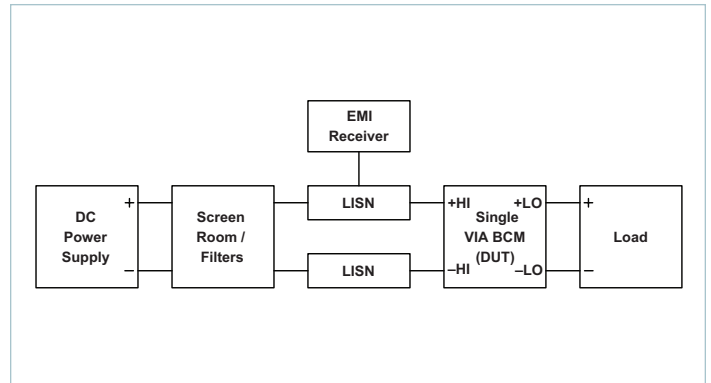 EMI
Receiver
DC
Power
Supply
+
–
Screen
Room /
Filters
LISN
LISN
+HI
–HI
Single
VIA BCM
(DUT)
+LO
–LO
+
–
Load